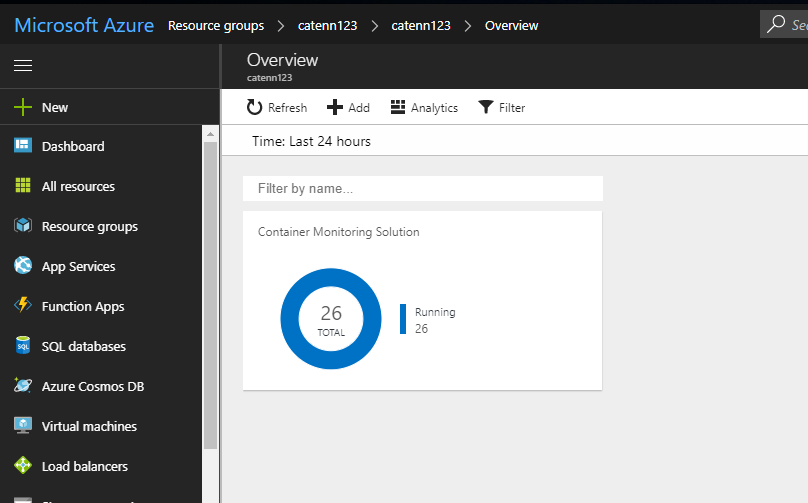 Microsoft Azure Resource groups > catenn123 > catenn123 > Overview
Overview
catenn123
New
Refresh Add Analytics Filter
Time: Last 24 hours
Dashboard
All resources
Resource groups
App Services
Function Apps
SQL databases
Azure Cosmos DB
Virtual machines
Load balancers
Filter by name...
Container Monitoring Solution
26
TOTAL
Running
26